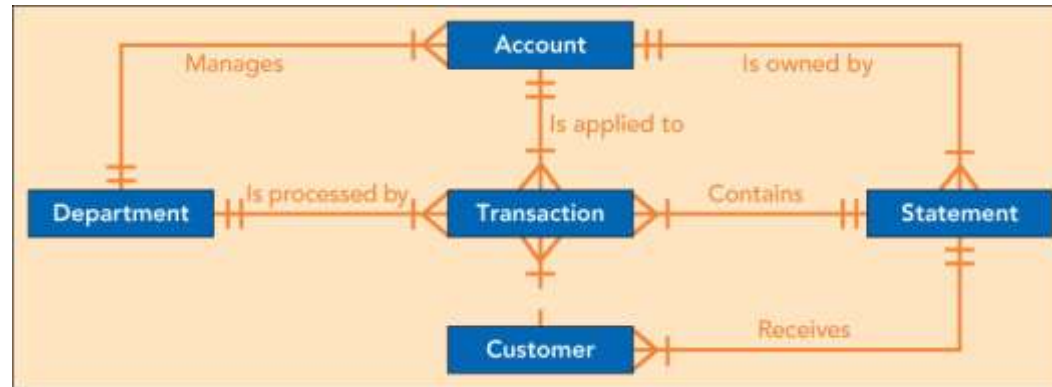 Account
Manages
Is owned by
Is applied to
Department
Is processed by
Transaction
Contains
Statement
Customer
Receives